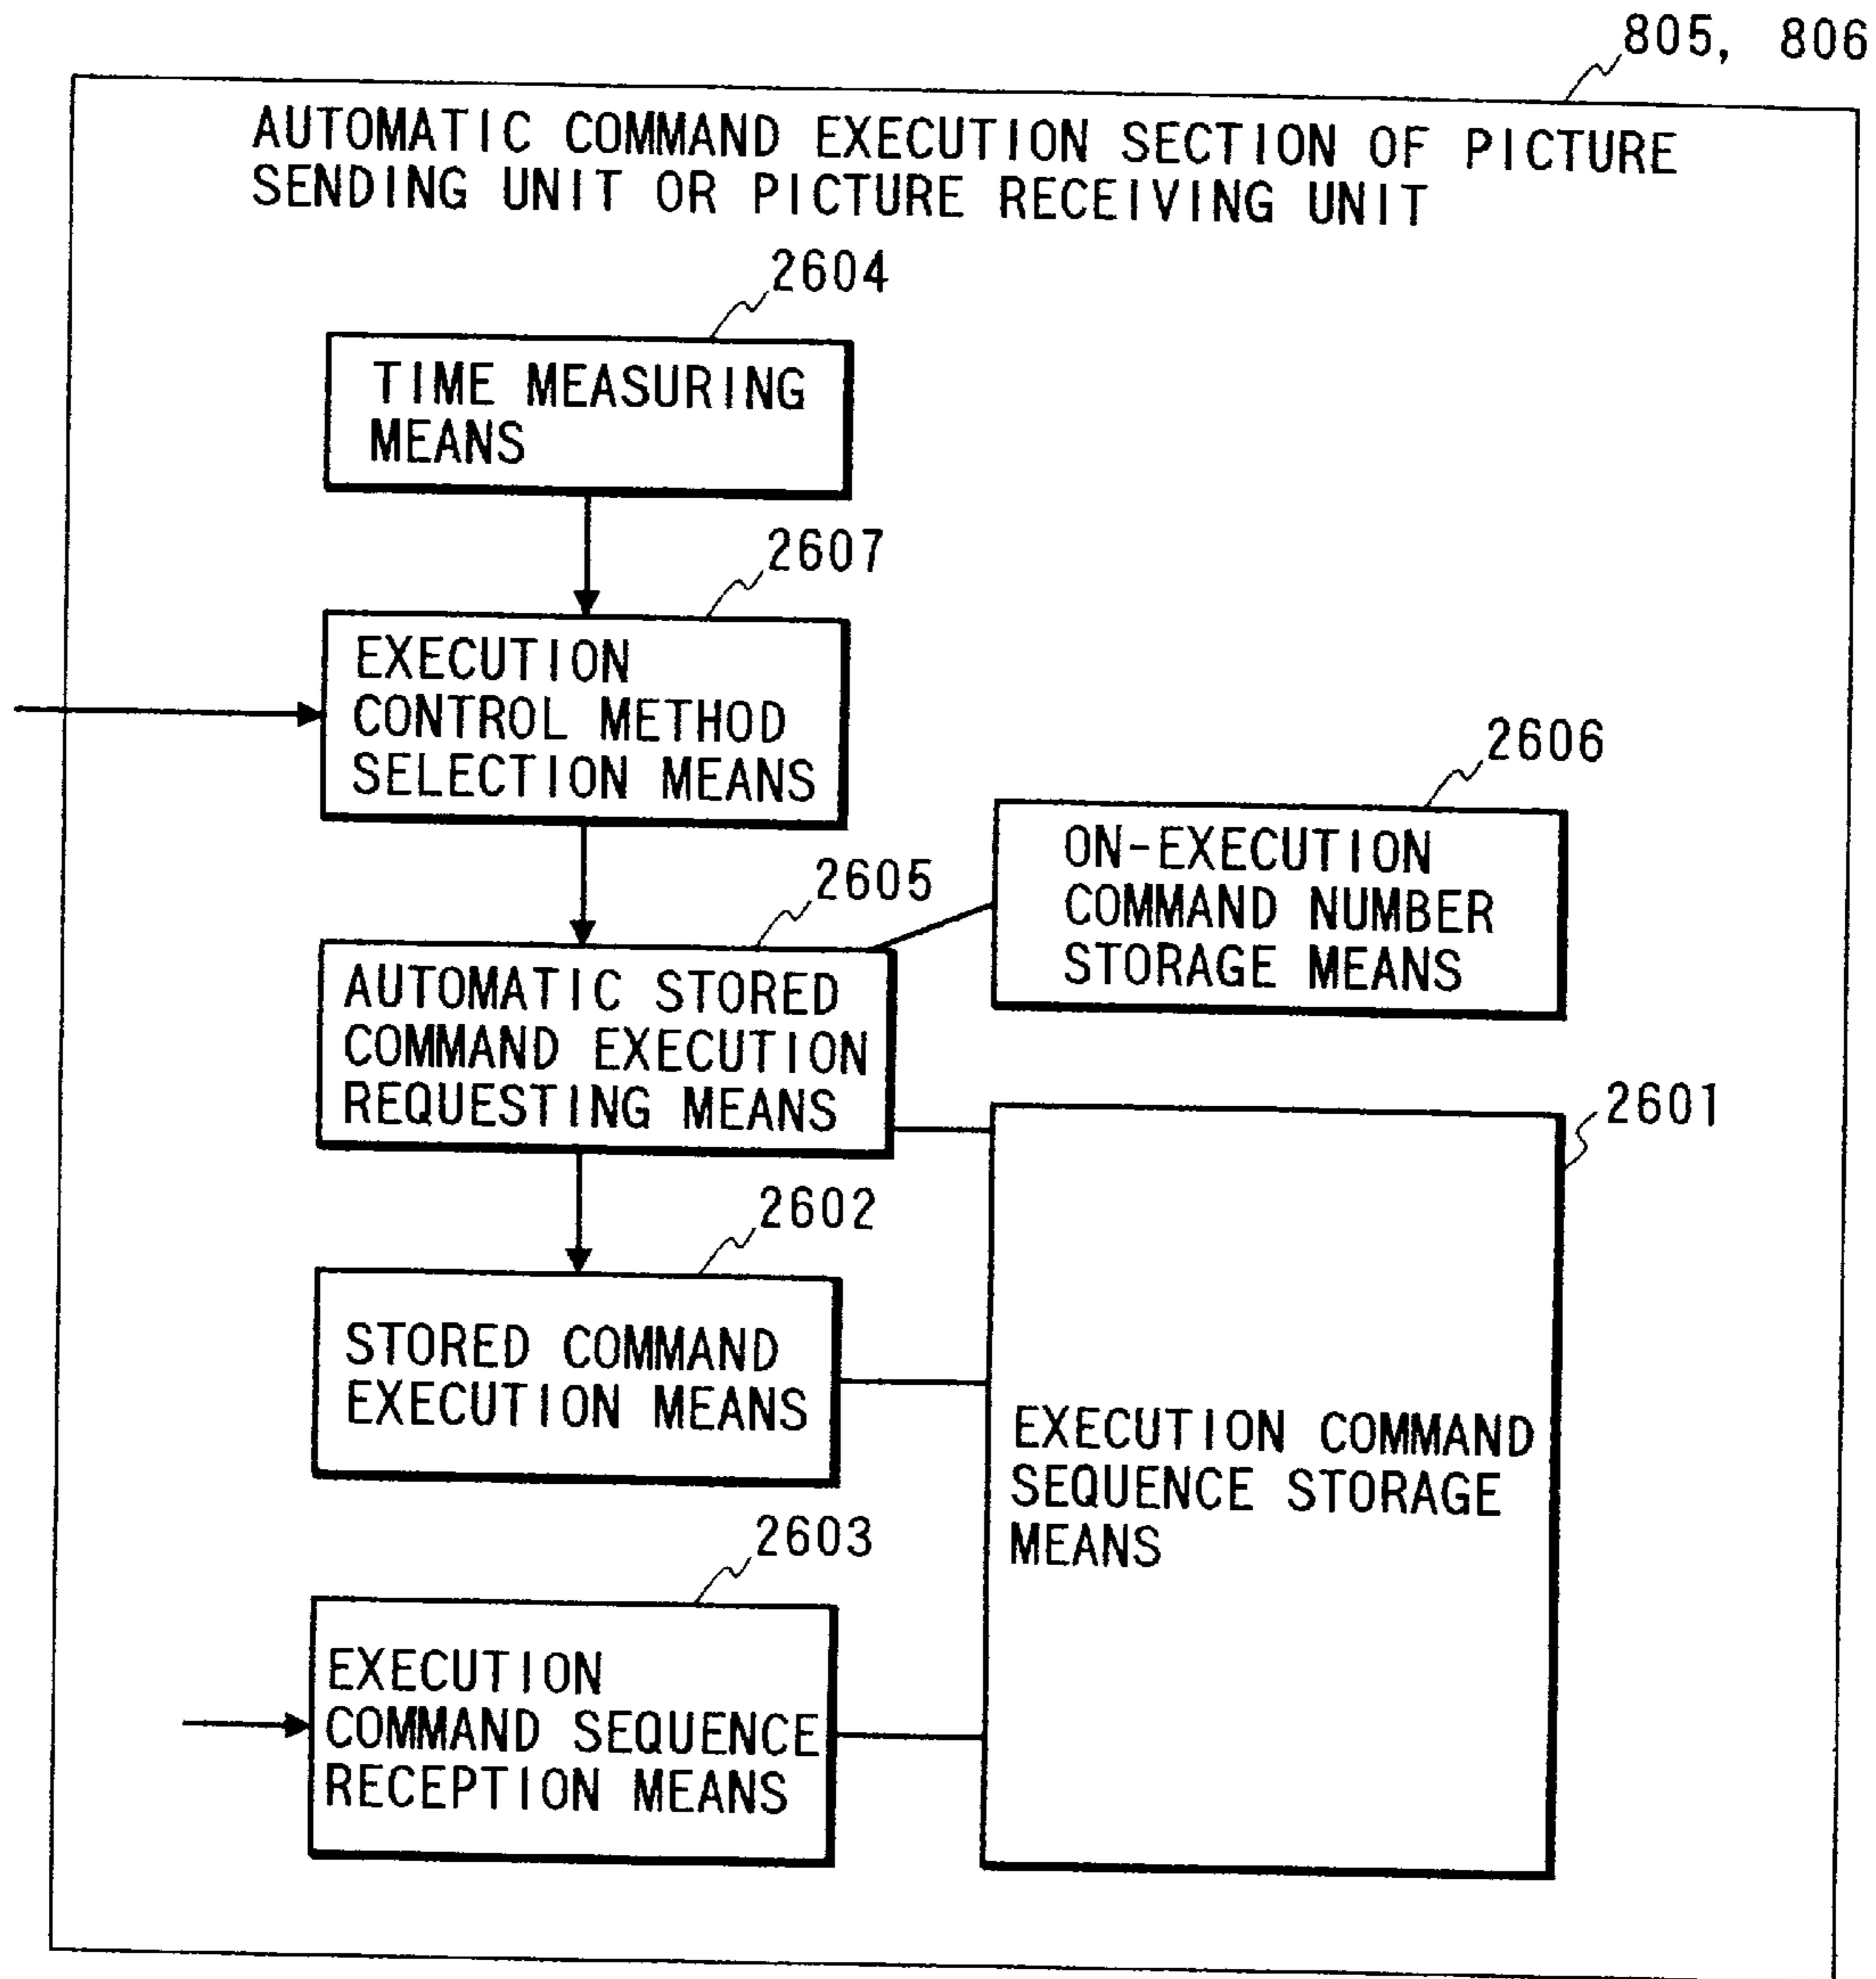 805, 806
AUTOMATIC COMMAND EXECUTION SECTION OF PICTURE
SENDING UNIT OR PICTURE RECEIVING UNIT
2604
TIME MEASURING
MEANS
2607
EXECUTION
CONTROL METHOD
SELECTION MEANS
2606
ON-EXECUTION
COMMAND NUMBER
STORAGE MEANS
2605
AUTOMATIC STORED
COMMAND EXECUTION
REQUESTING MEANS
2601
EXECUTION COMMAND
SEQUENCE STORAGE
MEANS
2602
STORED COMMAND
EXECUTION MEANS
2603
EXECUTION
COMMAND SEQUENCE
RECEPTION MEANS